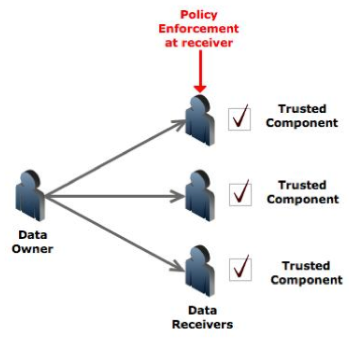 Policy
Enforcement
at receiver
Trusted
Component
Trusted
Component
Data
Owner
Trusted
Component
Data
Receivers